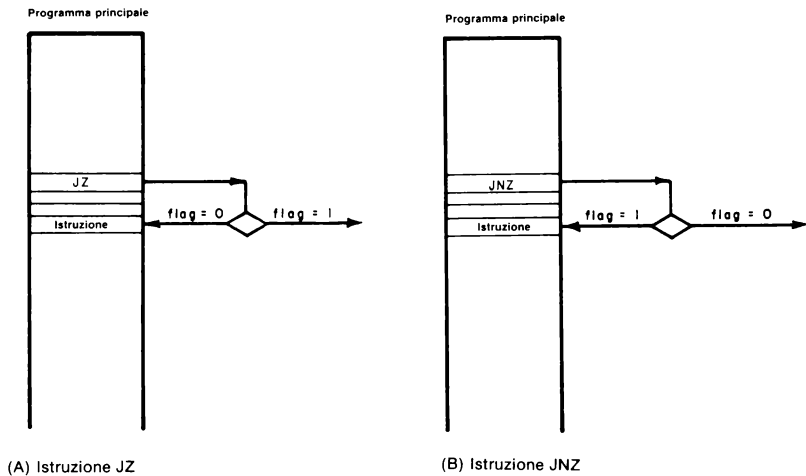 Programma principale
JZ
flag = 0
flag = 1
Istruzione
(A) Istruzione JZ
Programma principale
JNZ
flag = 1
flag = 0
Istruzione
(B) Istruzione JNZ